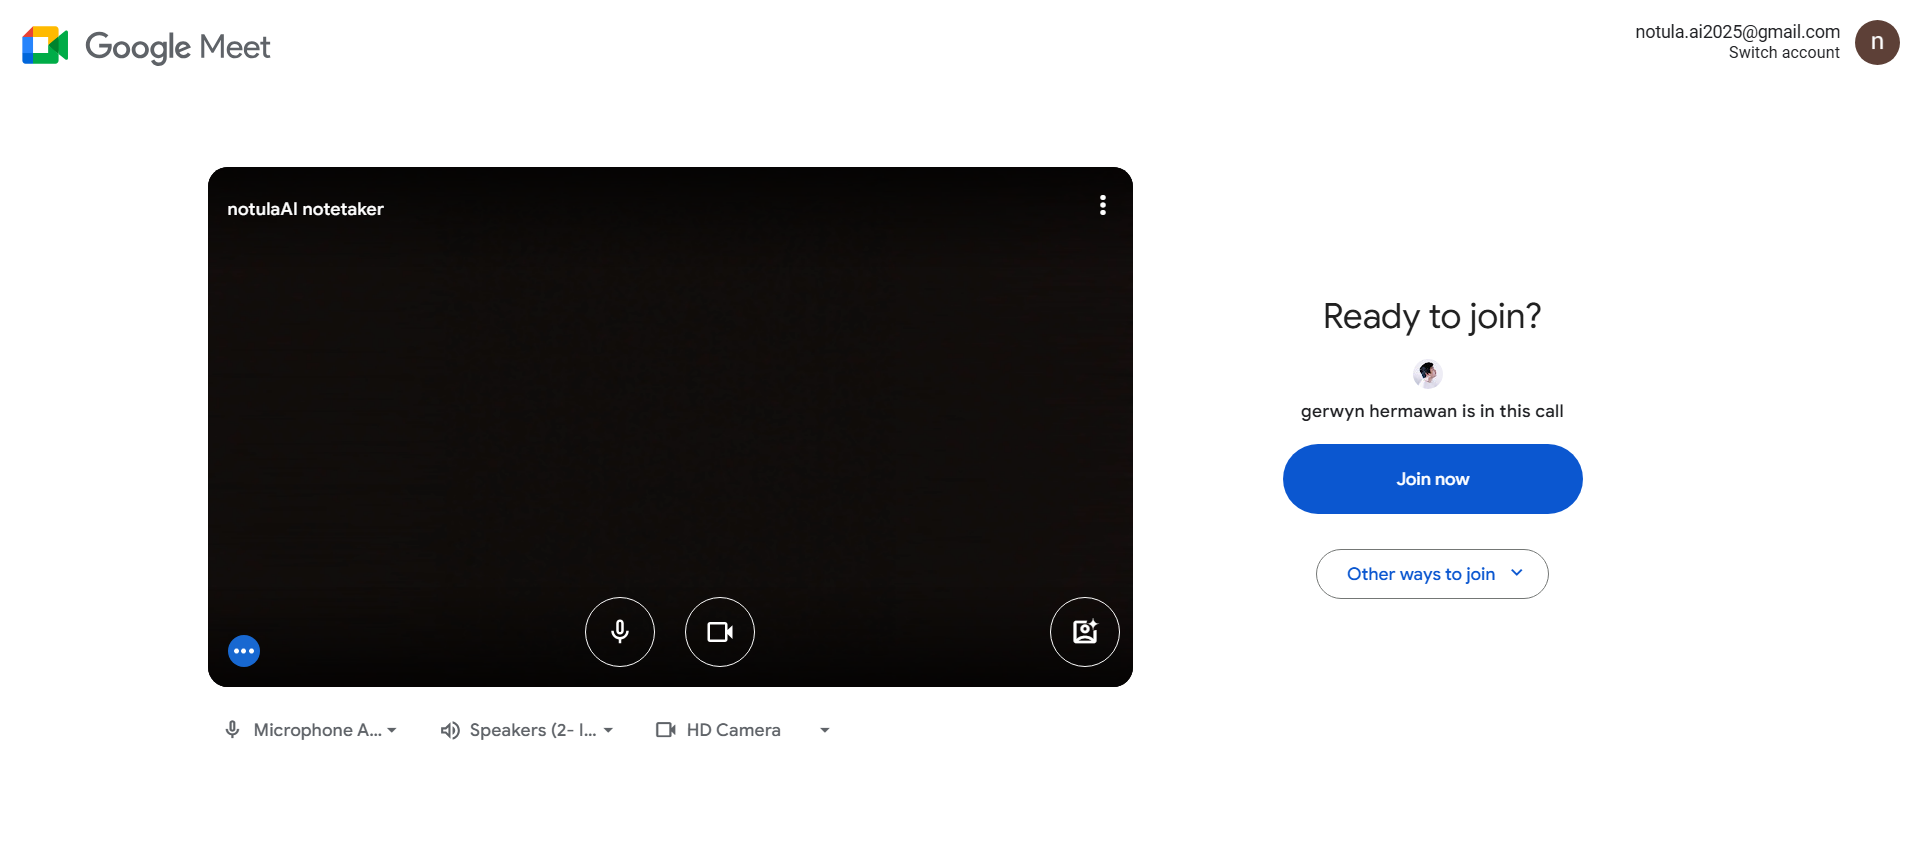 Google Meet
notula.ai2025@gmail.com
Switch account
n
notulaAI notetaker
Ready to join?
gerwyn hermawan is in this call
Join now
Other ways to join
Microphone A...
Speakers (2- I...
HD Camera